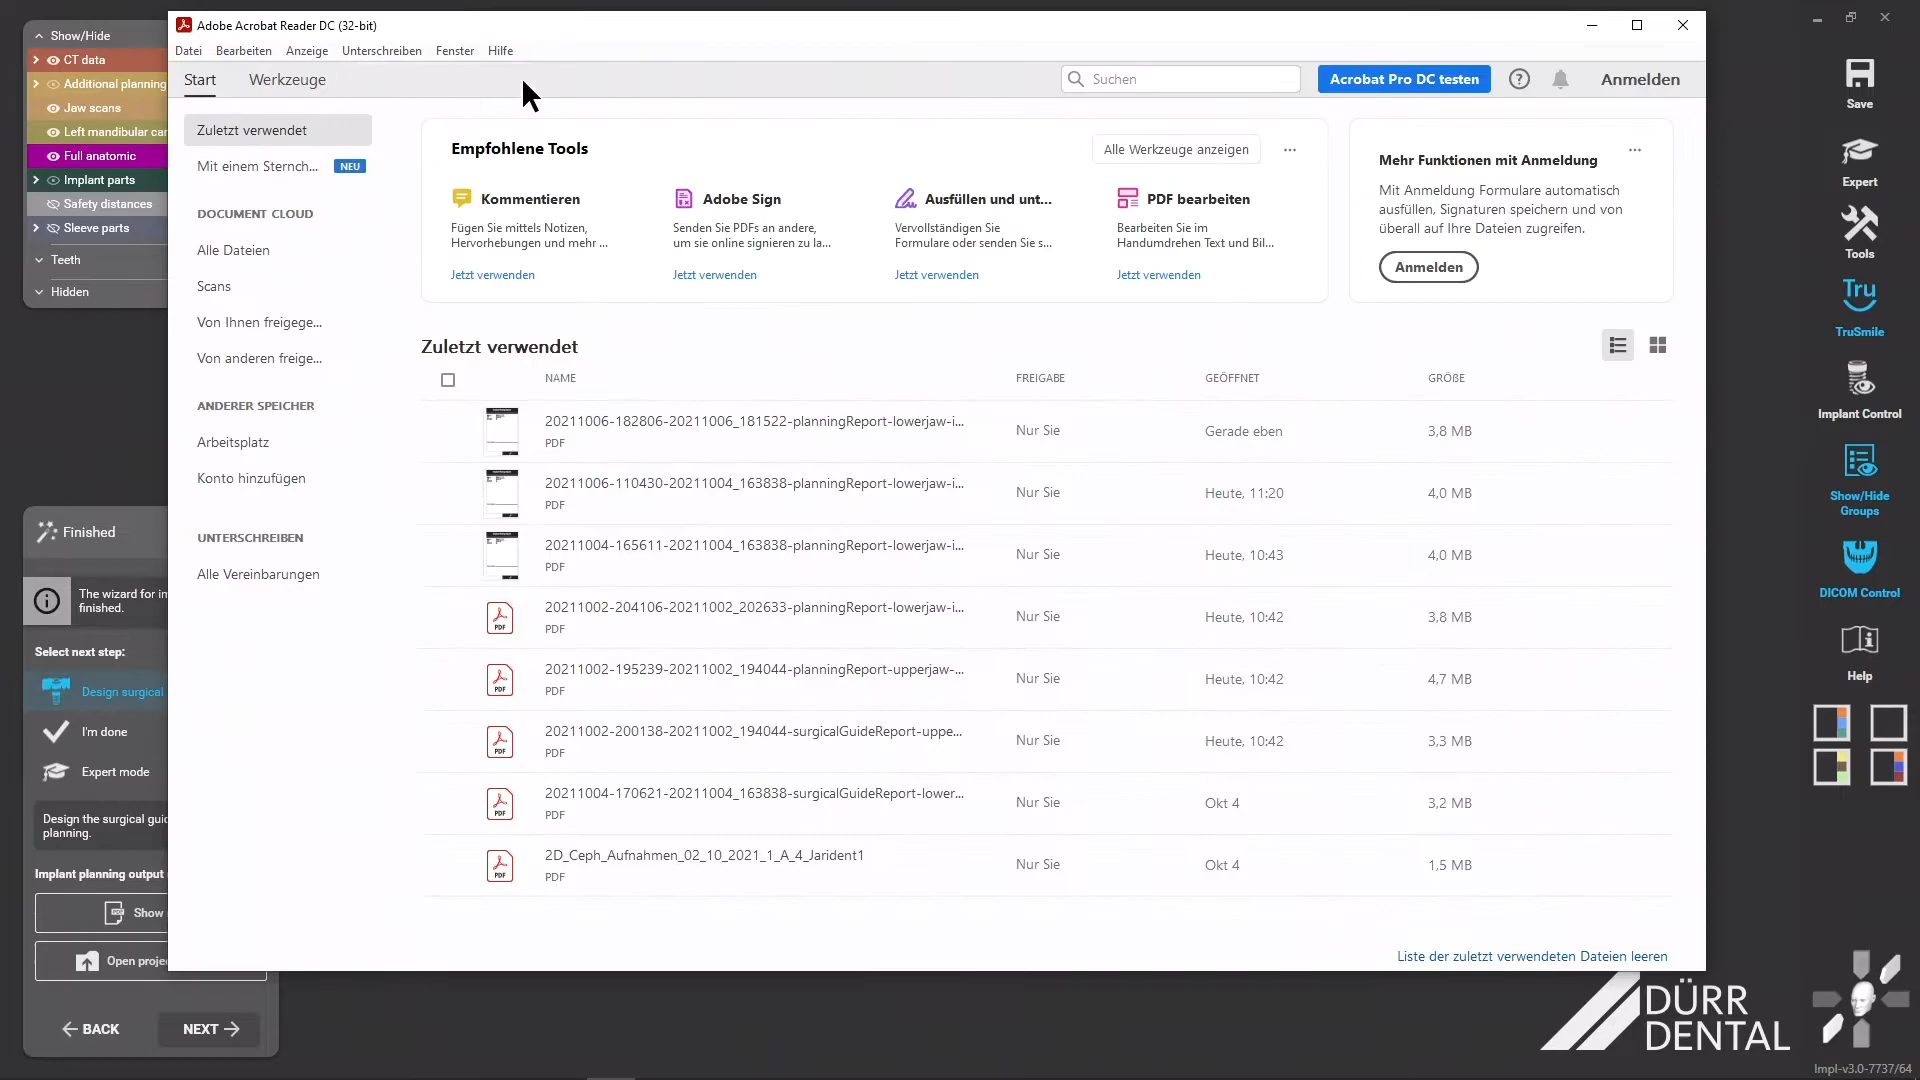 Show/Hide
CT data
Additional planning
Jaw scans
Left mandibular can
Full anatomic
Implant parts
Safety distances
Sleeve parts
Teeth
Hidden
Finished
The wizard for im
finished.
Select next step:
Design surgical
I'm done
Expert mode
Design the surgical guid
planning.
Implant planning output
Show
Open projec
BACK
NEXT
Adobe Acrobat Reader DC (32-bit)
Datei Bearbeiten Anzeige Unterschreiben Fenster Hilfe
Start Werkzeuge
Suchen
Acrobat Pro DC testen
Anmelden
Zuletzt verwendet
Mit einem Sternch... NEU
DOCUMENT CLOUD
Alle Dateien
Scans
Von Ihnen freigege...
Von anderen freige...
ANDERER SPEICHER
Arbeitsplatz
Konto hinzufügen
UNTERSCHREIBEN
Alle Vereinbarungen
Empfohlene Tools
Alle Werkzeuge anzeigen
Kommentieren
Fügen Sie mittels Notizen,
Hervorhebungen und mehr ...
Jetzt verwenden
Adobe Sign
Senden Sie PDFs an andere,
um sie online signieren zu la...
Jetzt verwenden
Ausfüllen und unt...
Vervollständigen Sie
Formulare oder senden Sie s...
Jetzt verwenden
PDF bearbeiten
Bearbeiten Sie im
Handumdrehen Text und Bil...
Jetzt verwenden
Mehr Funktionen mit Anmeldung
Mit Anmeldung Formulare automatisch
ausfüllen, Signaturen speichern und von
überall auf Ihre Dateien zugreifen.
Anmelden
Zuletzt verwendet
NAME FREIGABE GEÖFFNET GRÖßE
20211006-182806-20211006_181522-planningReport-lowerjaw-i...
PDF
Nur Sie Gerade eben 3,8 MB
20211006-110430-20211004_163838-planningReport-lowerjaw-i...
PDF
Nur Sie Heute, 11:20 4,0 MB
20211004-165611-20211004_163838-planningReport-lowerjaw-i...
PDF
Nur Sie Heute, 10:43 4,0 MB
20211002-204106-20211002_202633-planningReport-lowerjaw-i...
PDF
Nur Sie Heute, 10:42 3,8 MB
20211002-195239-20211002_194044-planningReport-upperjaw-...
PDF
Nur Sie Heute, 10:42 4,7 MB
20211002-200138-20211002_194044-surgicalGuideReport-uppe...
PDF
Nur Sie Heute, 10:42 3,3 MB
20211004-170621-20211004_163838-surgicalGuideReport-lower...
PDF
Nur Sie Okt 4 3,2 MB
2D_Ceph_Aufnahmen_02_10_2021_1_A_4_Jarident1
PDF
Nur Sie Okt 4 1,5 MB
Liste der zuletzt verwendeten Dateien leeren
Save
Expert
Tools
Tru
TruSmile
Implant Control
Show/Hide
Groups
DICOM Control
Help
DÜRR
DENTAL
Impl-v3.0-7737/64